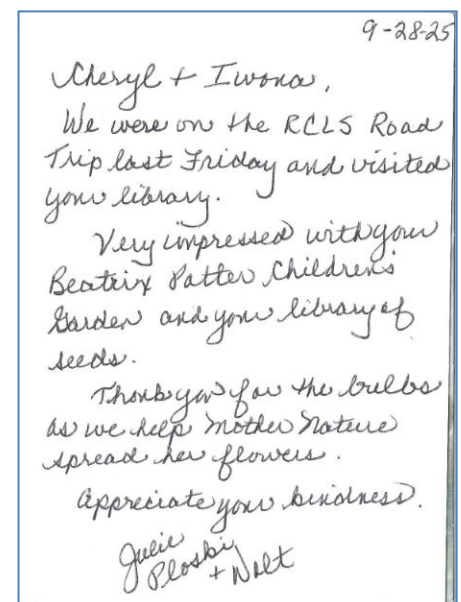 9-28-25
Cheryl + Iwona,
We were on the RCLS Road
Trip last Friday and visited
your library.
Very impressed with your
Beatrix Potter Children's
Garden and your library of
seeds.
Thank you for the bulbs
as we help Mother Nature
spread her flowers.
Appreciate your kindness.
Julie
Ploski
+ Walt